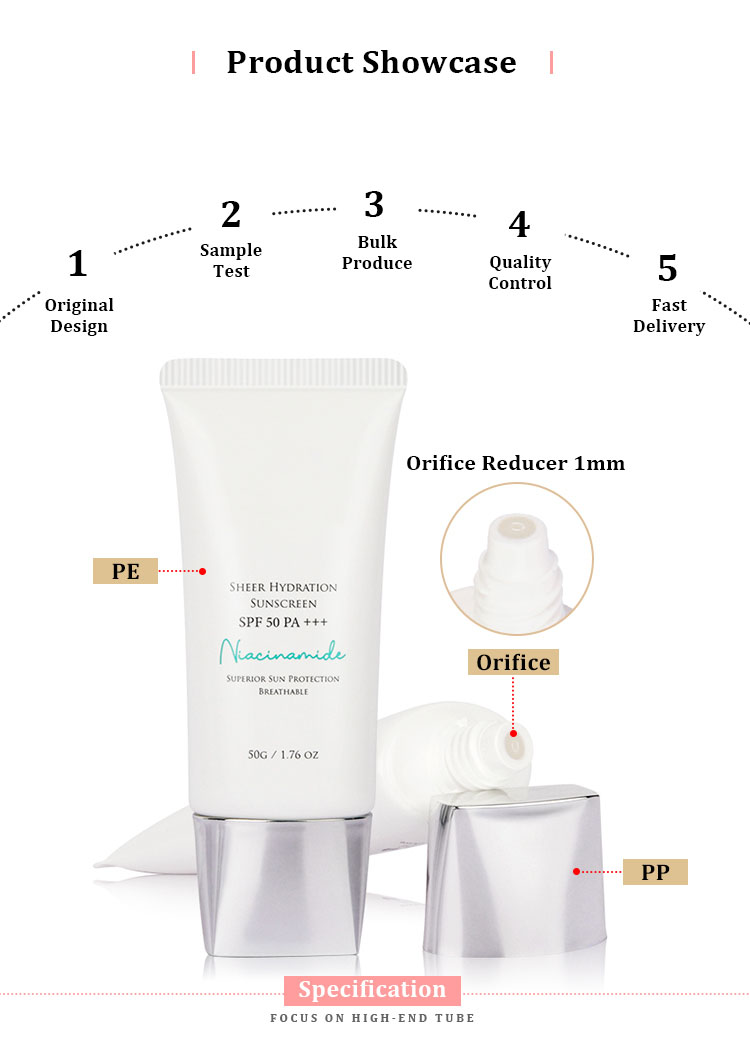 Product Showcase
1
Original
Design
2
Sample
Test
3
Bulk
Produce
4
Quality
Control
5
Fast
Delivery
Orifice Reducer 1mm
PE
SHEER HYDRATION
SUNSCREEN
SPF 50 PA +++
Niacinamide
SUPERIOR SUN PROTECTION
BREATHABLE
50G / 1.76 OZ
Orifice
PP
Specification
FOCUS ON HIGH-END TUBE